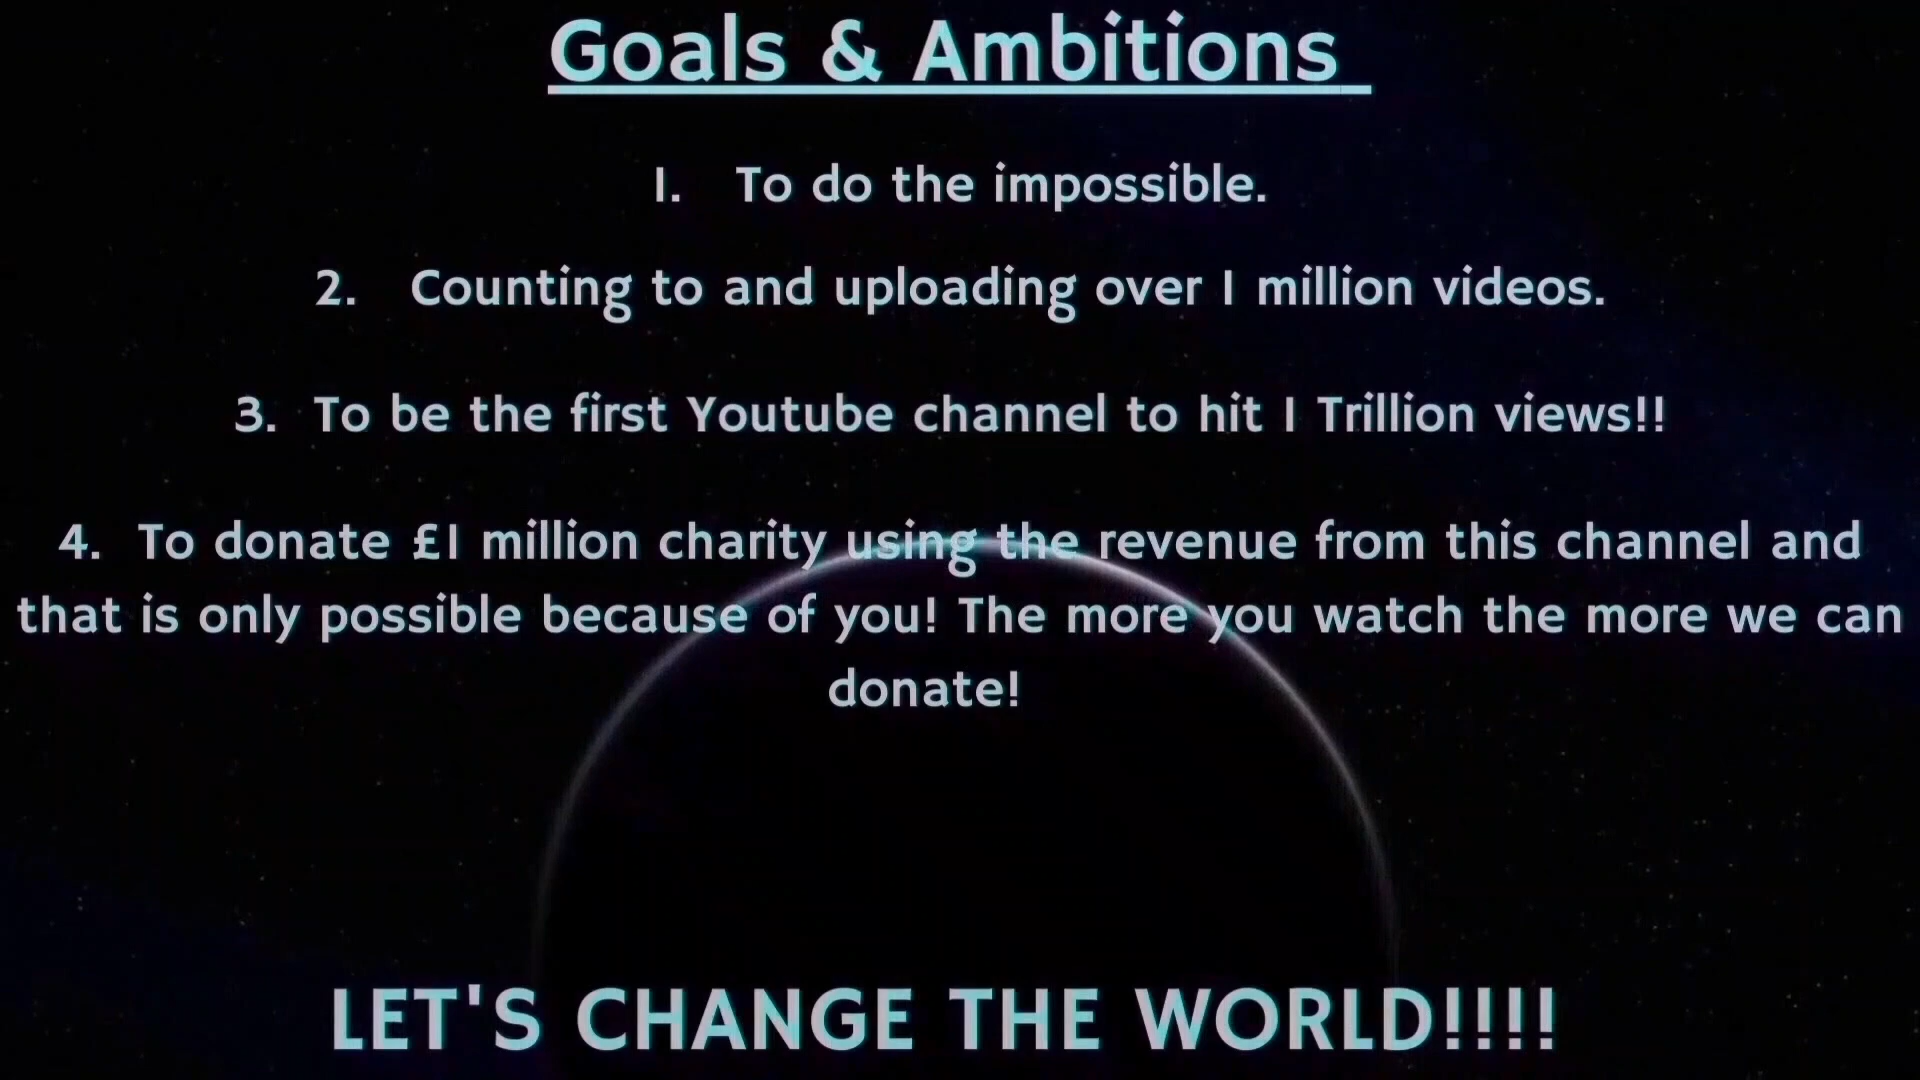 Goals & Ambitions
1. To do the impossible.
2. Counting to and uploading over 1 million videos.
3. To be the first Youtube channel to hit 1 Trillion views!!
4. To donate £1 million charity using the revenue from this channel and
that is only possible because of you! The more you watch the more we can
donate!
LET'S CHANGE THE WORLD!!!!